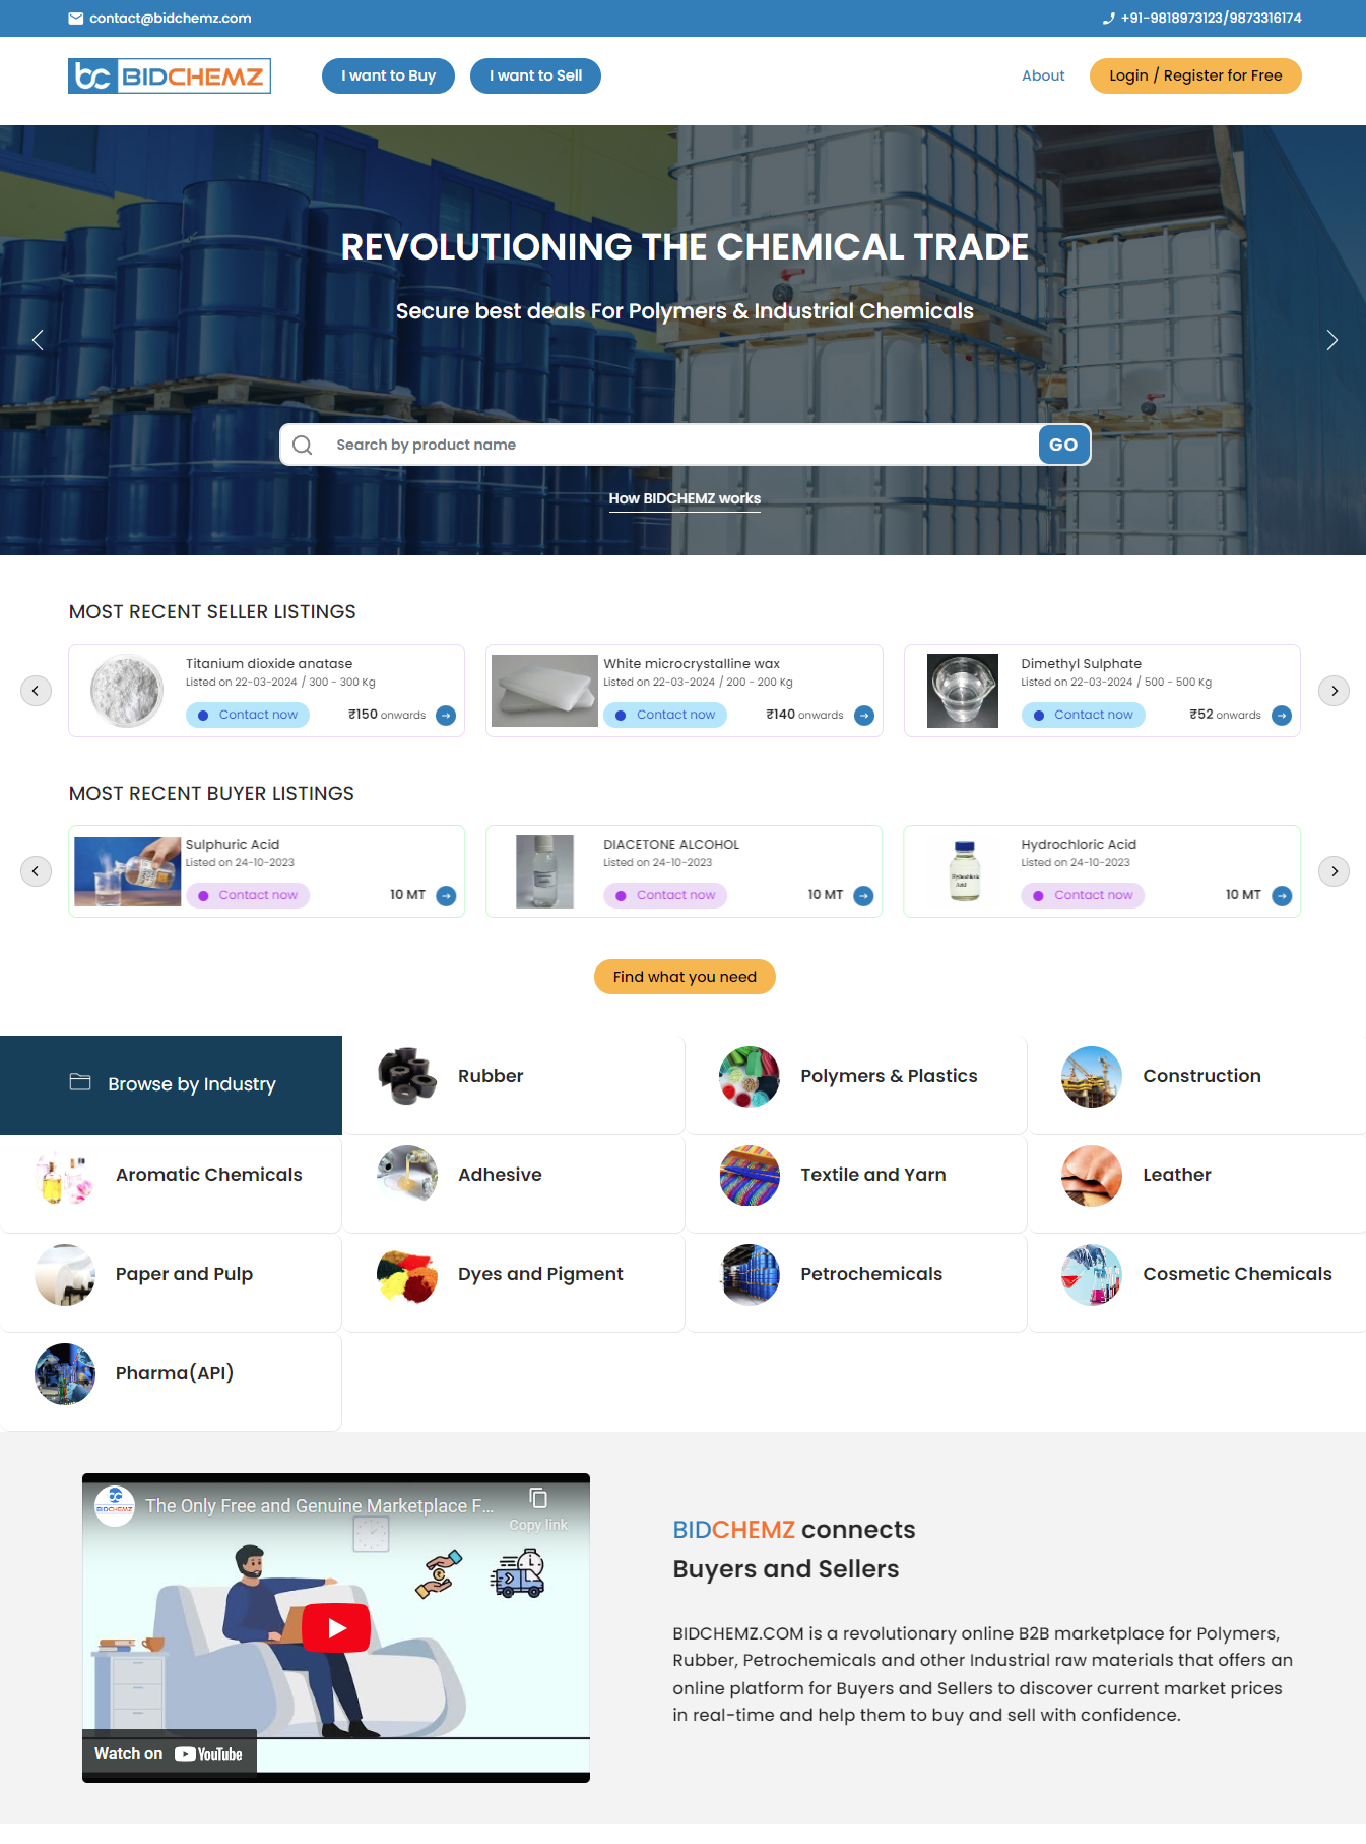 contact@bidchemz.com
+91-9818973123/9873316174
bc BIDCHEMZ
I want to Buy
I want to Sell
About
Login / Register for Free
REVOLUTIONING THE CHEMICAL TRADE
Secure best deals For Polymers & Industrial Chemicals
Search by product name
GO
How BIDCHEMZ works
MOST RECENT SELLER LISTINGS
Titanium dioxide anatase
Listed on 22-03-2024 / 300 - 300 Kg
Contact now
₹150 onwards
White microcrystalline wax
Listed on 22-03-2024 / 200 - 200 Kg
Contact now
₹140 onwards
Dimethyl Sulphate
Listed on 22-03-2024 / 500 - 500 Kg
Contact now
₹52 onwards
MOST RECENT BUYER LISTINGS
Sulphuric Acid
Listed on 24-10-2023
Contact now
10 MT
DIACETONE ALCOHOL
Listed on 24-10-2023
Contact now
10 MT
Hydrochloric Acid
Hydrochloric
Acid
Listed on 24-10-2023
Contact now
10 MT
Find what you need
Browse by Industry
Rubber
Polymers & Plastics
Construction
Aromatic Chemicals
Adhesive
Textile and Yarn
Leather
Paper and Pulp
Dyes and Pigment
Petrochemicals
Cosmetic Chemicals
Pharma(API)
BIDCHEMZ
The Only Free and Genuine Marketplace F...
Copy link
Watch on YouTube
BIDCHEMZ connects
Buyers and Sellers
BIDCHEMZ.COM is a revolutionary online B2B marketplace for Polymers,
Rubber, Petrochemicals and other Industrial raw materials that offers an
online platform for Buyers and Sellers to discover current market prices
in real-time and help them to buy and sell with confidence.